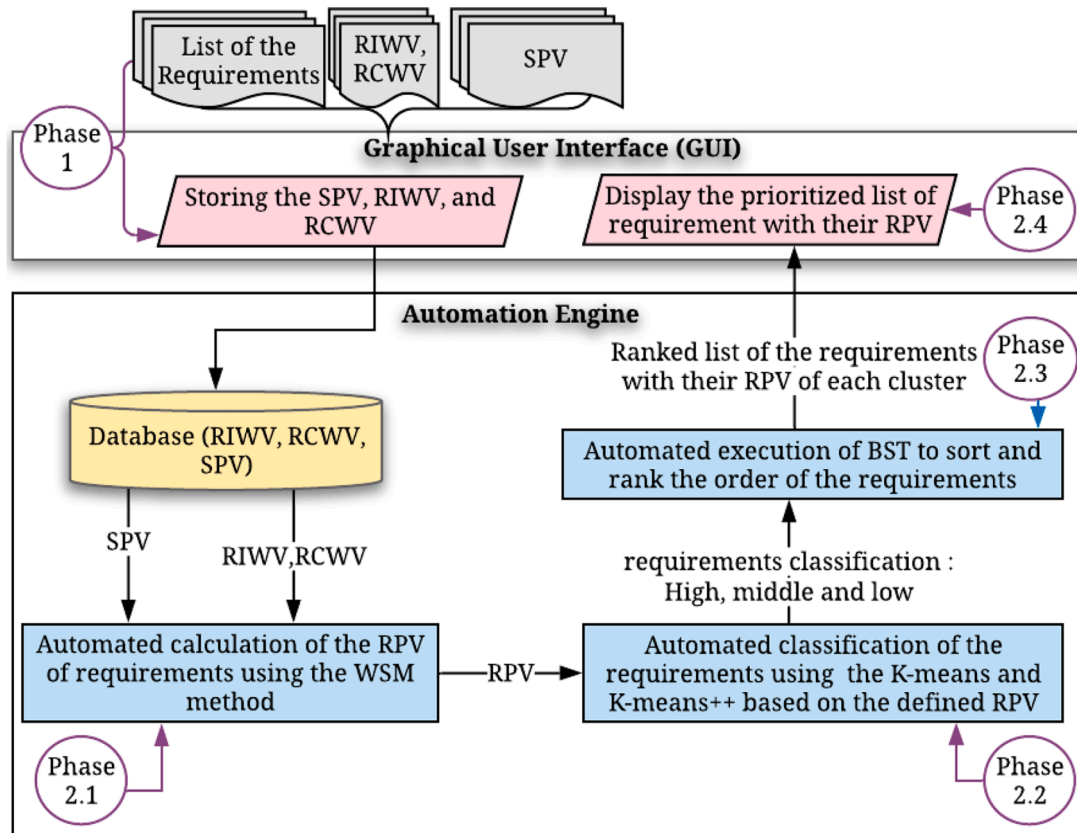 List of the
Requirements
RIWV,
RCWV
SPV
Phase
1
Graphical User Interface (GUI)
Storing the SPV, RIWV, and
RCWV
Display the prioritized list of
requirement with their RPV
Phase
2.4
Automation Engine
Ranked list of the requirements
with their RPV of each cluster
Phase
2.3
Database (RIWV, RCWV,
SPV)
Automated execution of BST to sort and
rank the order of the requirements
SPV
RIWV,RCWV
requirements classification :
High, middle and low
Automated calculation of the RPV
of requirements using the WSM
method
RPV
Automated classification of the
requirements using the K-means and
K-means++ based on the defined RPV
Phase
2.1
Phase
2.2